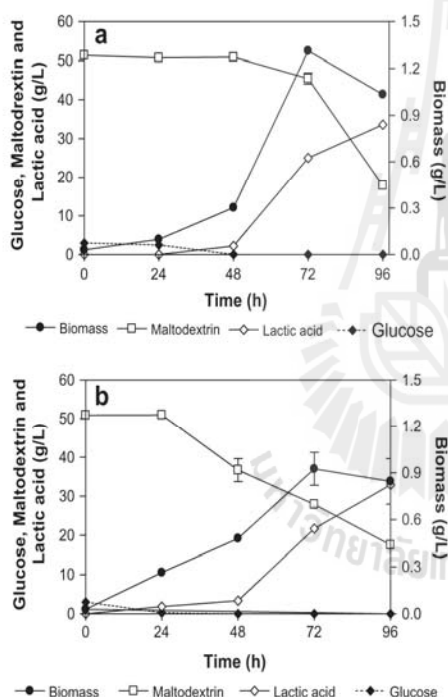 a
Glucose, Maltodrextin and
Lactic acid (g/L)
60
50
40
30
20
10
0
1.5
1.2
0.9
0.6
0.3
0.0
Biomass (g/L)
0 24 48 72 96
Time (h)
Biomass Maltodextrin Lactic acid Glucose
b
Glucose, Maltodextrin and
Lactic acid (g/L)
60
50
40
30
20
10
0
1.5
1.2
0.9
0.6
0.3
0.0
Biomass (g/L)
0 24 48 72 96
Time (h)
Biomass Maltodextrin Lactic acid Glucose